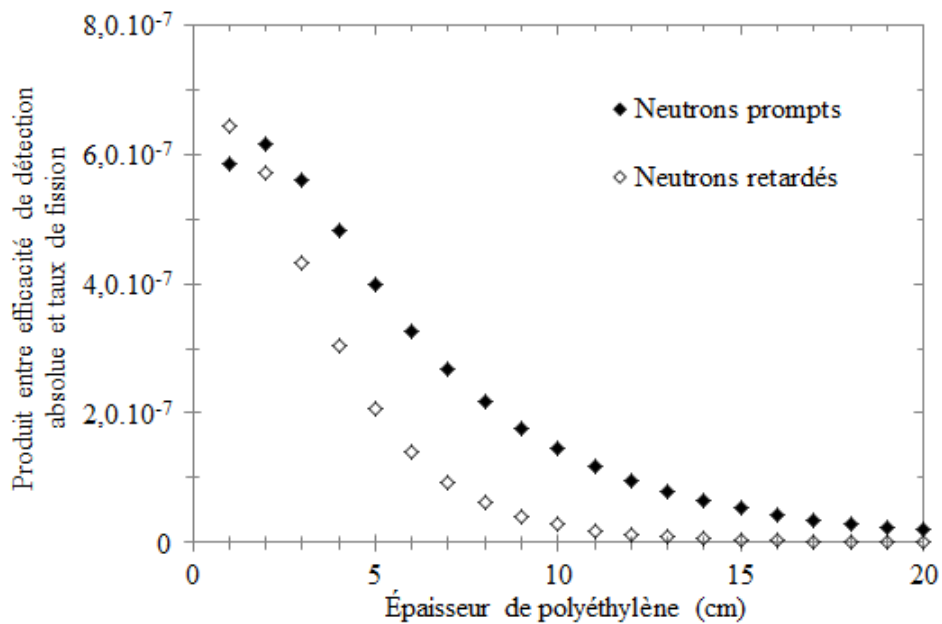 8,0.10⁻⁷
6,0.10⁻⁷
4,0.10⁻⁷
2,0.10⁻⁷
0
Produit entre efficacité de détection
absolue et taux de fission
Neutrons prompts
Neutrons retardés
0 5 10 15 20
Épaisseur de polyéthylène (cm)